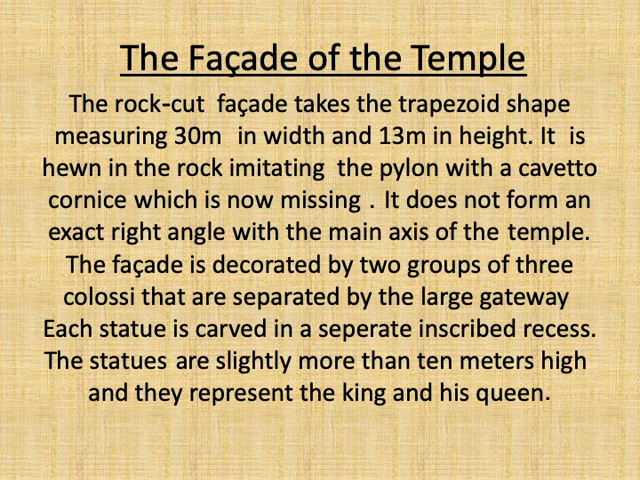 The Façade of the Temple
The rock-cut façade takes the trapezoid shape
measuring 30m in width and 13m in height. It is
hewn in the rock imitating the pylon with a cavetto
cornice which is now missing . It does not form an
exact right angle with the main axis of the temple.
The façade is decorated by two groups of three
colossi that are separated by the large gateway
Each statue is carved in a seperate inscribed recess.
The statues are slightly more than ten meters high
and they represent the king and his queen.